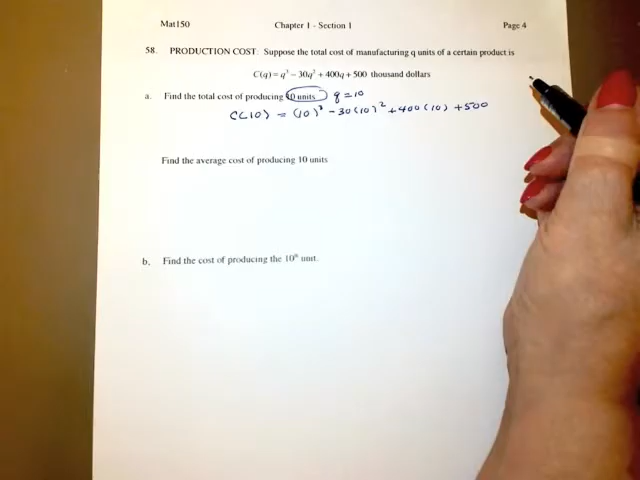 Mat150 Chapter 1 - Section 1 Page 4
58. PRODUCTION COST: Suppose the total cost of manufacturing q units of a certain product is
C(q) = q³ − 30q² + 400q + 500 thousand dollars
a. Find the total cost of producing 10 units q = 10
C(10) = (10)³ − 30(10)² + 400(10) + 500
Find the average cost of producing 10 units
b. Find the cost of producing the 10ᵗʰ unit.